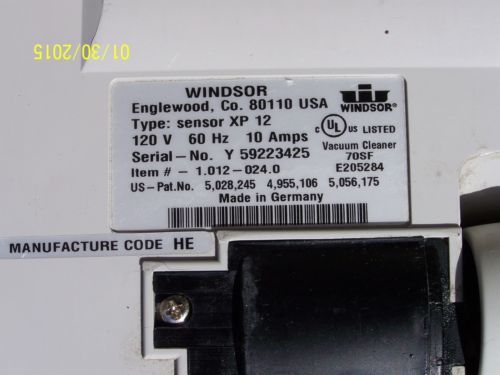 01/30/2015
WINDSOR
Englewood, Co. 80110 USA
Type: sensor XP 12
120 V 60 Hz 10 Amps
Serial-No. Y 59223425
Item # - 1.012-024.0
US-Pat.No. 5,028,245 4,955,106 5,056,175
Made in Germany
WINDSOR®
c UL US LISTED
Vacuum Cleaner
70SF
E205284
MANUFACTURE CODE HE